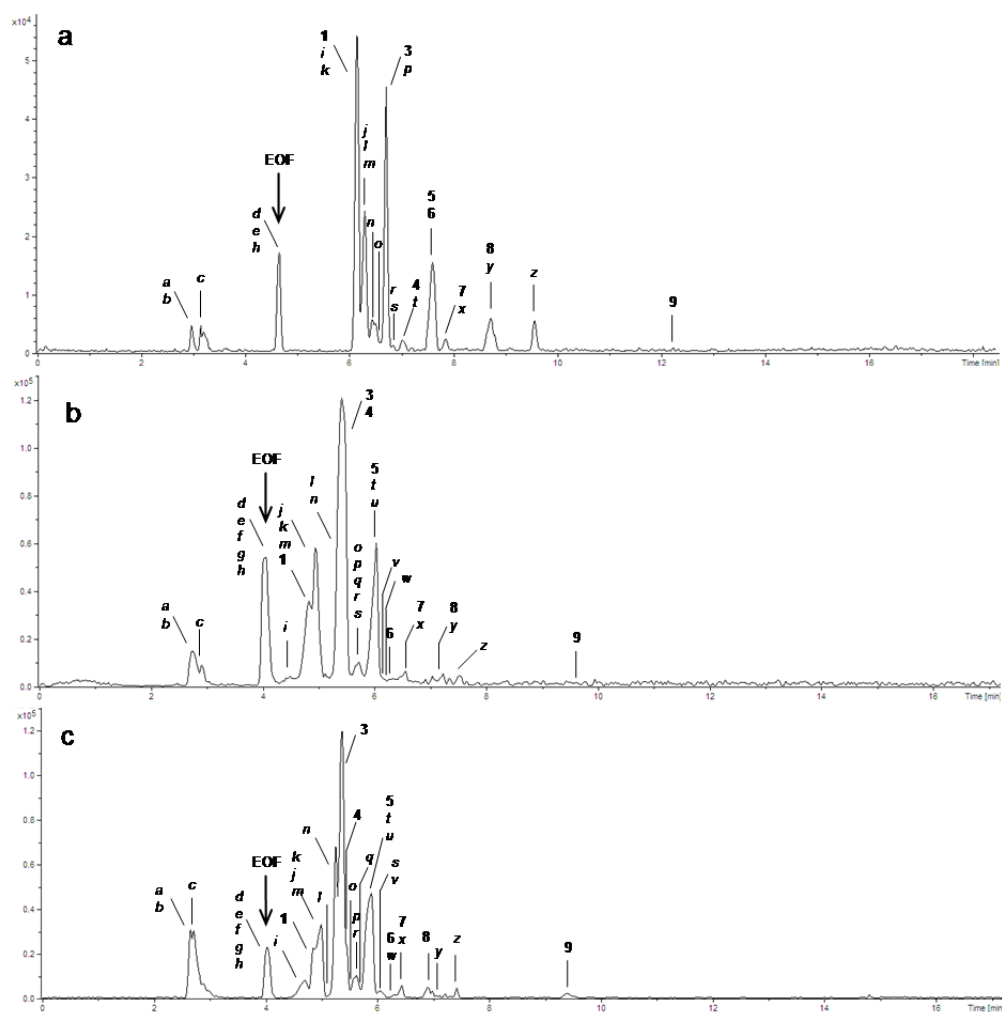 a
x10⁴
5
4
3
2
1
0
a
b
c
d
e
h
EOF
1
i
k
j
l
m
n
o
3
p
r
s
4
t
5
6
7
x
8
y
z
9
0 2 4 6 8 10 12 14 16 Time [min]
b
x10⁵
1.2
1.0
0.8
0.6
0.4
0.2
0.0
a
b
c
d
e
f
g
h
EOF
i
j
k
m
1
l
n
3
4
o
p
q
r
s
5
t
u
v
w
6
7
x
8
y
z
9
0 2 4 6 8 10 12 14 16 Time [min]
c
x10⁵
1.2
1.0
0.8
0.6
0.4
0.2
0.0
a
b
c
d
e
f
g
h
EOF
i
1
k
j
m
l
n
3
4
o
p
r
q
5
t
u
s
v
6
w
7
x
8
y
z
9
0 2 4 6 8 10 12 14 16 Time [min]